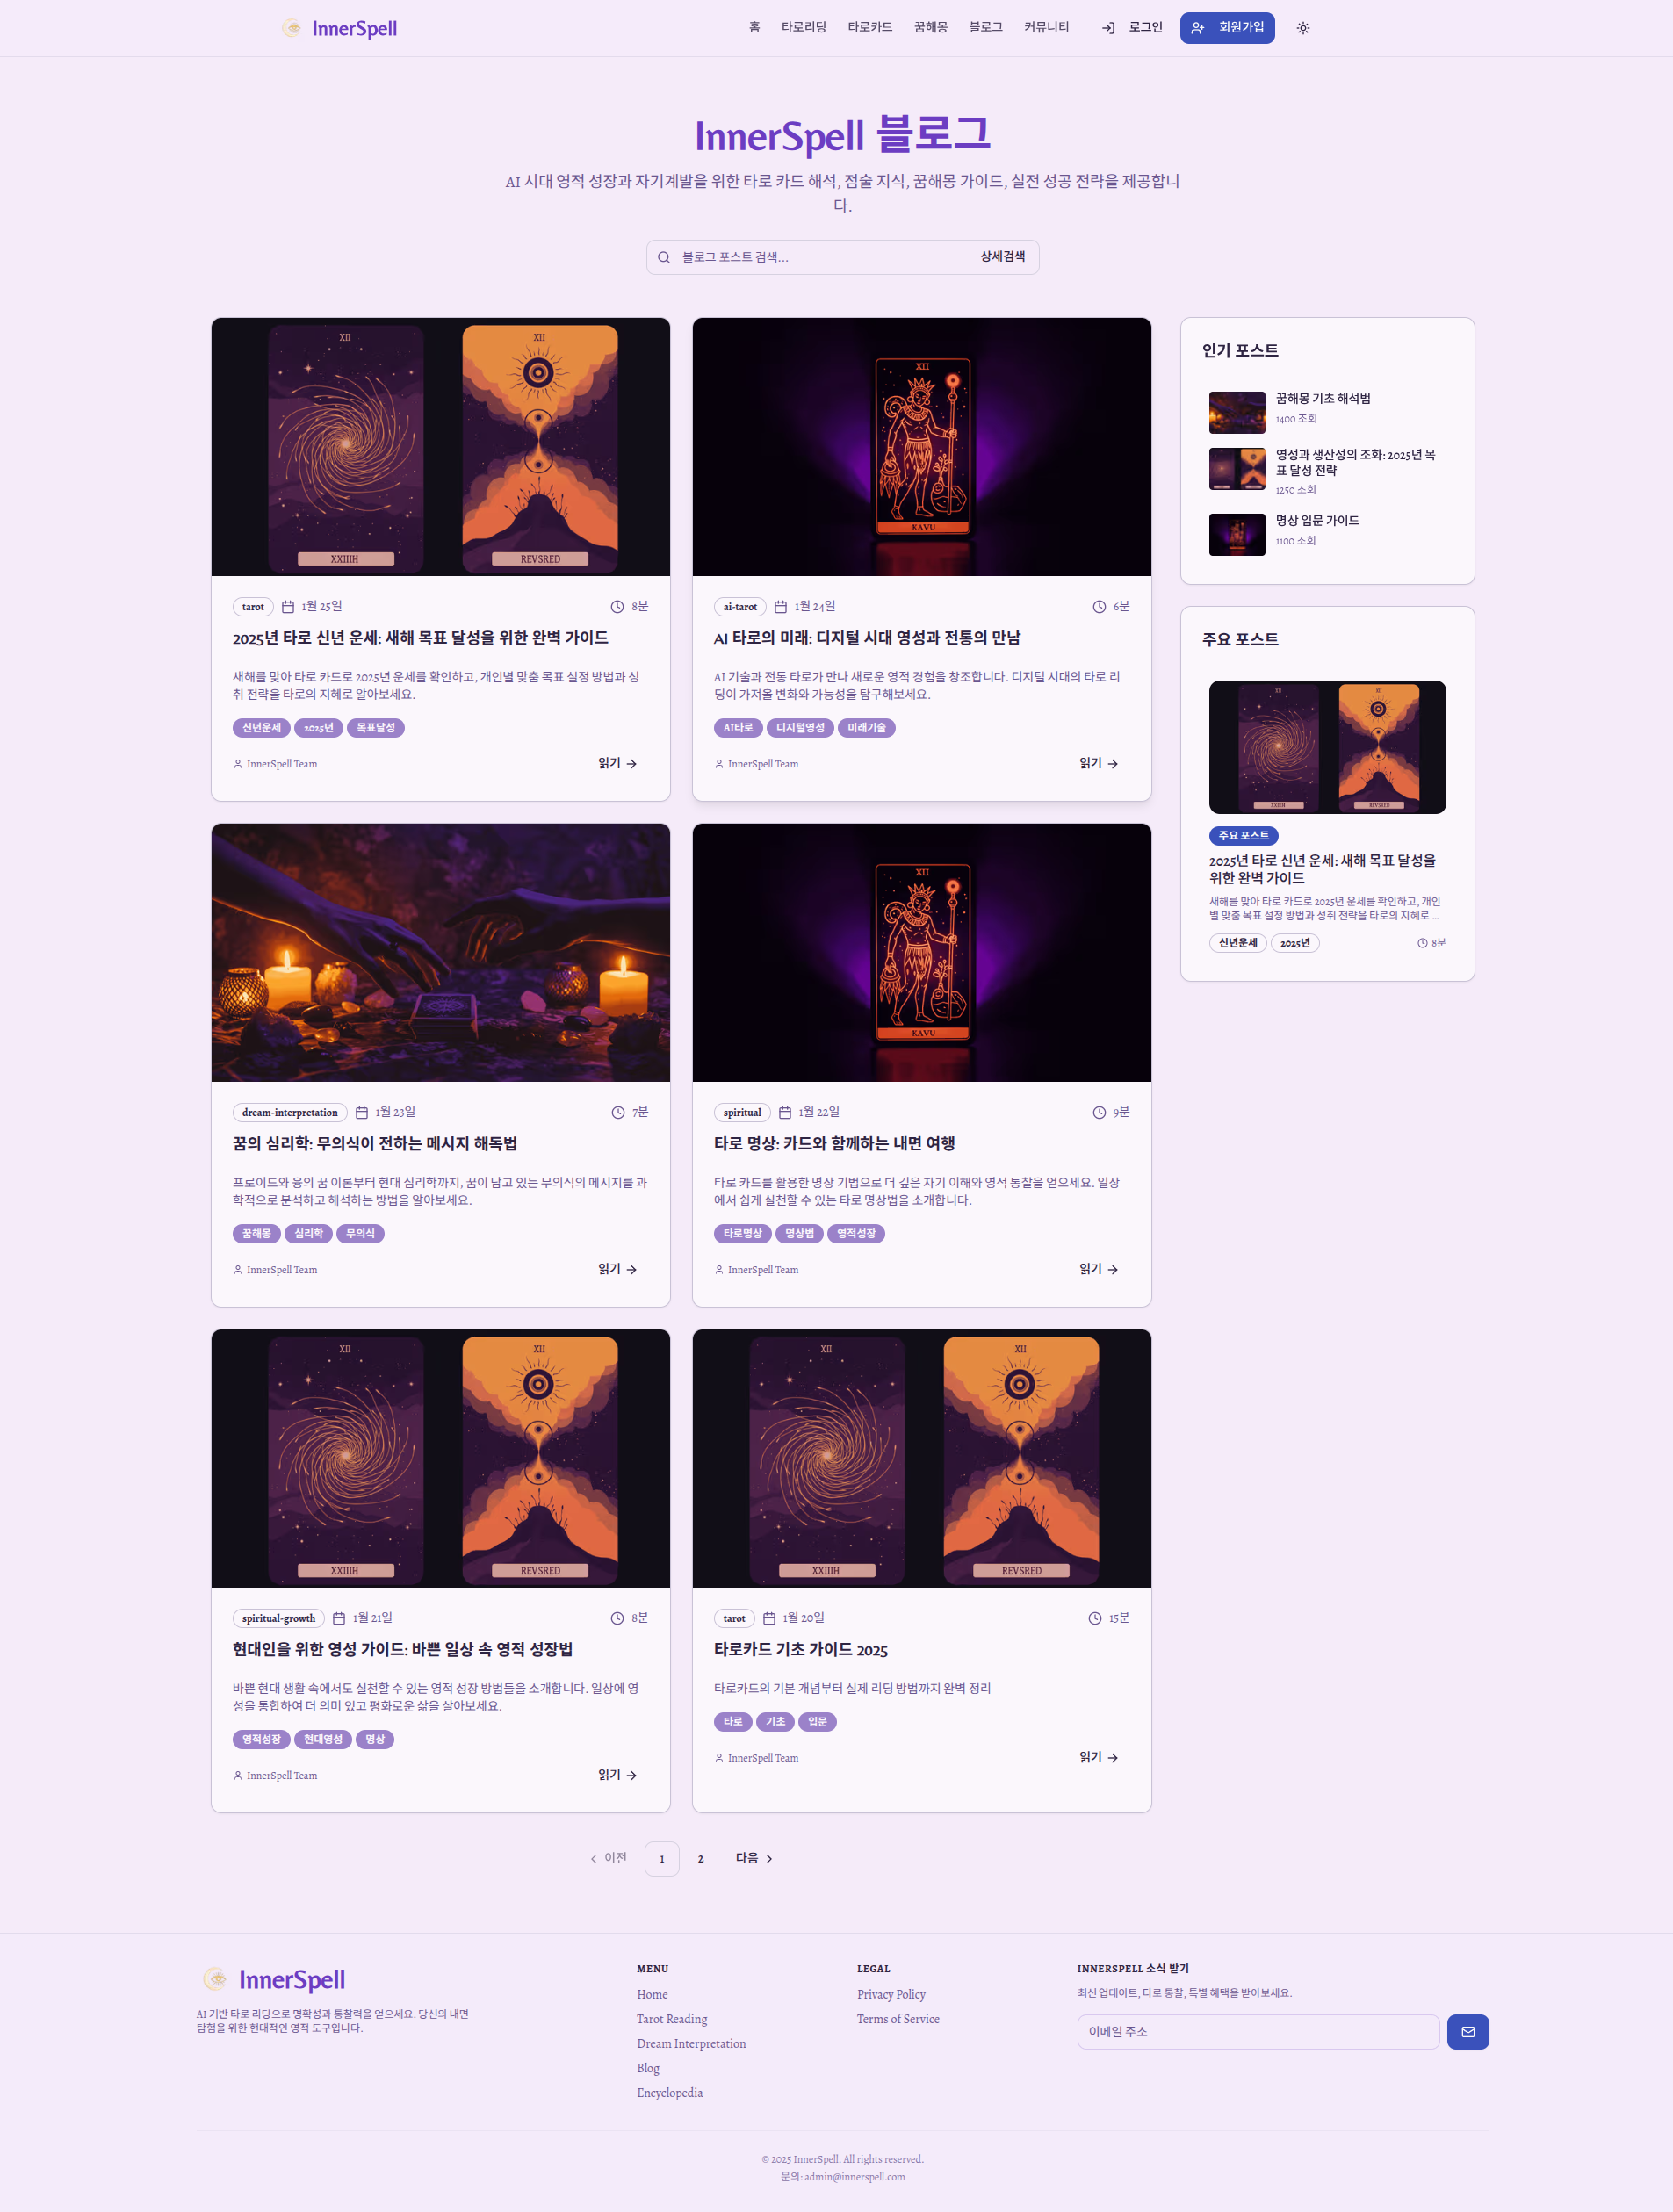 InnerSpell
홈
타로리딩
타로카드
꿈해몽
블로그
커뮤니티
로그인
회원가입
InnerSpell 블로그
AI 시대 영적 성장과 자기계발을 위한 타로 카드 해석, 점술 지식, 꿈해몽 가이드, 실전 성공 전략을 제공합니
다.
블로그 포스트 검색...
상세검색
XII
XII
XXIIIH
REVSRED
tarot
1월 25일
8분
2025년 타로 신년 운세: 새해 목표 달성을 위한 완벽 가이드
새해를 맞아 타로 카드로 2025년 운세를 확인하고, 개인별 맞춤 목표 설정 방법과 성
취 전략을 타로의 지혜로 알아보세요.
신년운세
2025년
목표달성
InnerSpell Team
읽기
XII
KAVU
ai-tarot
1월 24일
6분
AI 타로의 미래: 디지털 시대 영성과 전통의 만남
AI 기술과 전통 타로가 만나 새로운 영적 경험을 창조합니다. 디지털 시대의 타로 리
딩이 가져올 변화와 가능성을 탐구해보세요.
AI타로
디지털영성
미래기술
InnerSpell Team
읽기
dream-interpretation
1월 23일
7분
꿈의 심리학: 무의식이 전하는 메시지 해독법
프로이드와 융의 꿈 이론부터 현대 심리학까지, 꿈이 담고 있는 무의식의 메시지를 과
학적으로 분석하고 해석하는 방법을 알아보세요.
꿈해몽
심리학
무의식
InnerSpell Team
읽기
XII
KAVU
spiritual
1월 22일
9분
타로 명상: 카드와 함께하는 내면 여행
타로 카드를 활용한 명상 기법으로 더 깊은 자기 이해와 영적 통찰을 얻으세요. 일상
에서 쉽게 실천할 수 있는 타로 명상법을 소개합니다.
타로명상
명상법
영적성장
InnerSpell Team
읽기
XII
XII
XXIIIH
REVSRED
spiritual-growth
1월 21일
8분
현대인을 위한 영성 가이드: 바쁜 일상 속 영적 성장법
바쁜 현대 생활 속에서도 실천할 수 있는 영적 성장 방법들을 소개합니다. 일상에 영
성을 통합하여 더 의미 있고 평화로운 삶을 살아보세요.
영적성장
현대영성
명상
InnerSpell Team
읽기
XII
XII
XXIIIH
REVSRED
tarot
1월 20일
15분
타로카드 기초 가이드 2025
타로카드의 기본 개념부터 실제 리딩 방법까지 완벽 정리
타로
기초
입문
InnerSpell Team
읽기
이전
1
2
다음
인기 포스트
꿈해몽 기초 해석법
1400 조회
영성과 생산성의 조화: 2025년 목
표 달성 전략
1250 조회
명상 입문 가이드
1100 조회
주요 포스트
XII
XII
XXIIIH
REVSRED
주요 포스트
2025년 타로 신년 운세: 새해 목표 달성을
위한 완벽 가이드
새해를 맞아 타로 카드로 2025년 운세를 확인하고, 개인
별 맞춤 목표 설정 방법과 성취 전략을 타로의 지혜로 ...
신년운세
2025년
8분
InnerSpell
AI 기반 타로 리딩으로 명확성과 통찰력을 얻으세요. 당신의 내면
탐험을 위한 현대적인 영적 도구입니다.
MENU
Home
Tarot Reading
Dream Interpretation
Blog
Encyclopedia
LEGAL
Privacy Policy
Terms of Service
INNERSPELL 소식 받기
최신 업데이트, 타로 통찰, 특별 혜택을 받아보세요.
이메일 주소
© 2025 InnerSpell. All rights reserved.
문의: admin@innerspell.com